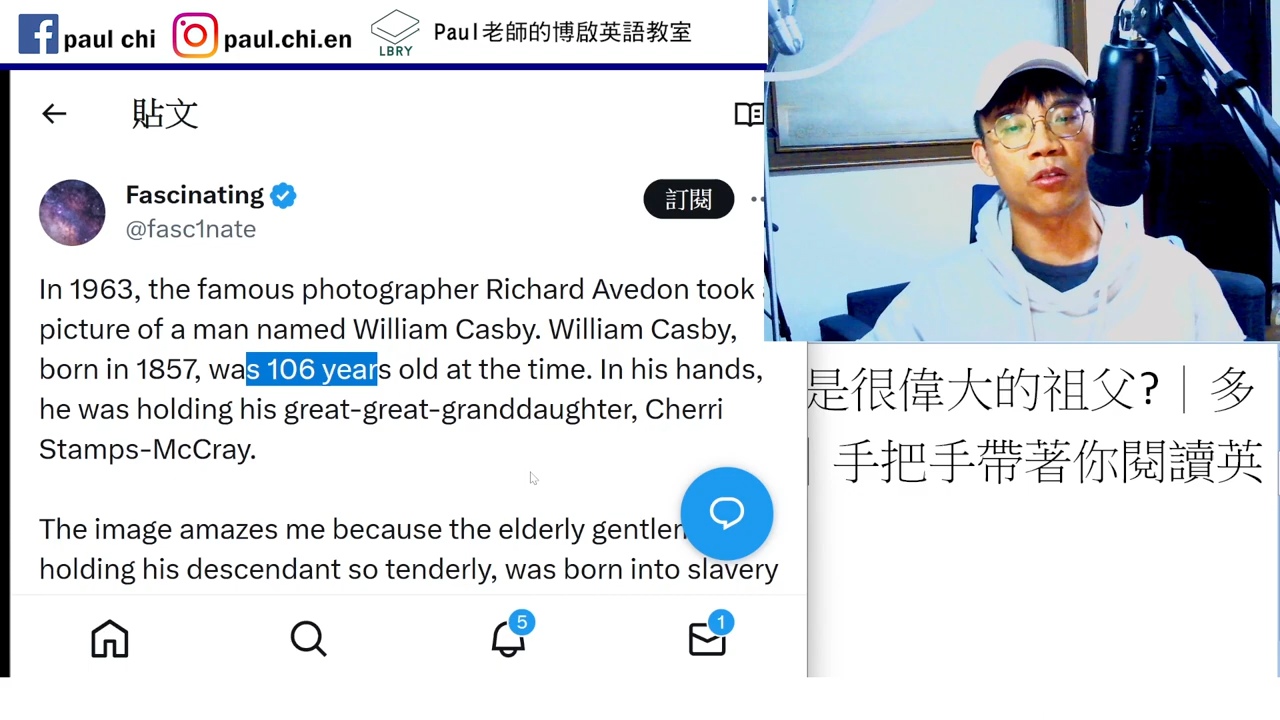 paul chi
paul.chi.en
LBRY
Paul老師的博啟英語教室
貼文
Fascinating
訂閱
@fasc1nate
In 1963, the famous photographer Richard Avedon took
picture of a man named William Casby. William Casby,
born in 1857, was 106 years old at the time. In his hands,
he was holding his great-great-granddaughter, Cherri
Stamps-McCray.
The image amazes me because the elderly gentlen
holding his descendant so tenderly, was born into slavery
5
1
是很偉大的祖父?｜多
｜手把手帶著你閱讀英